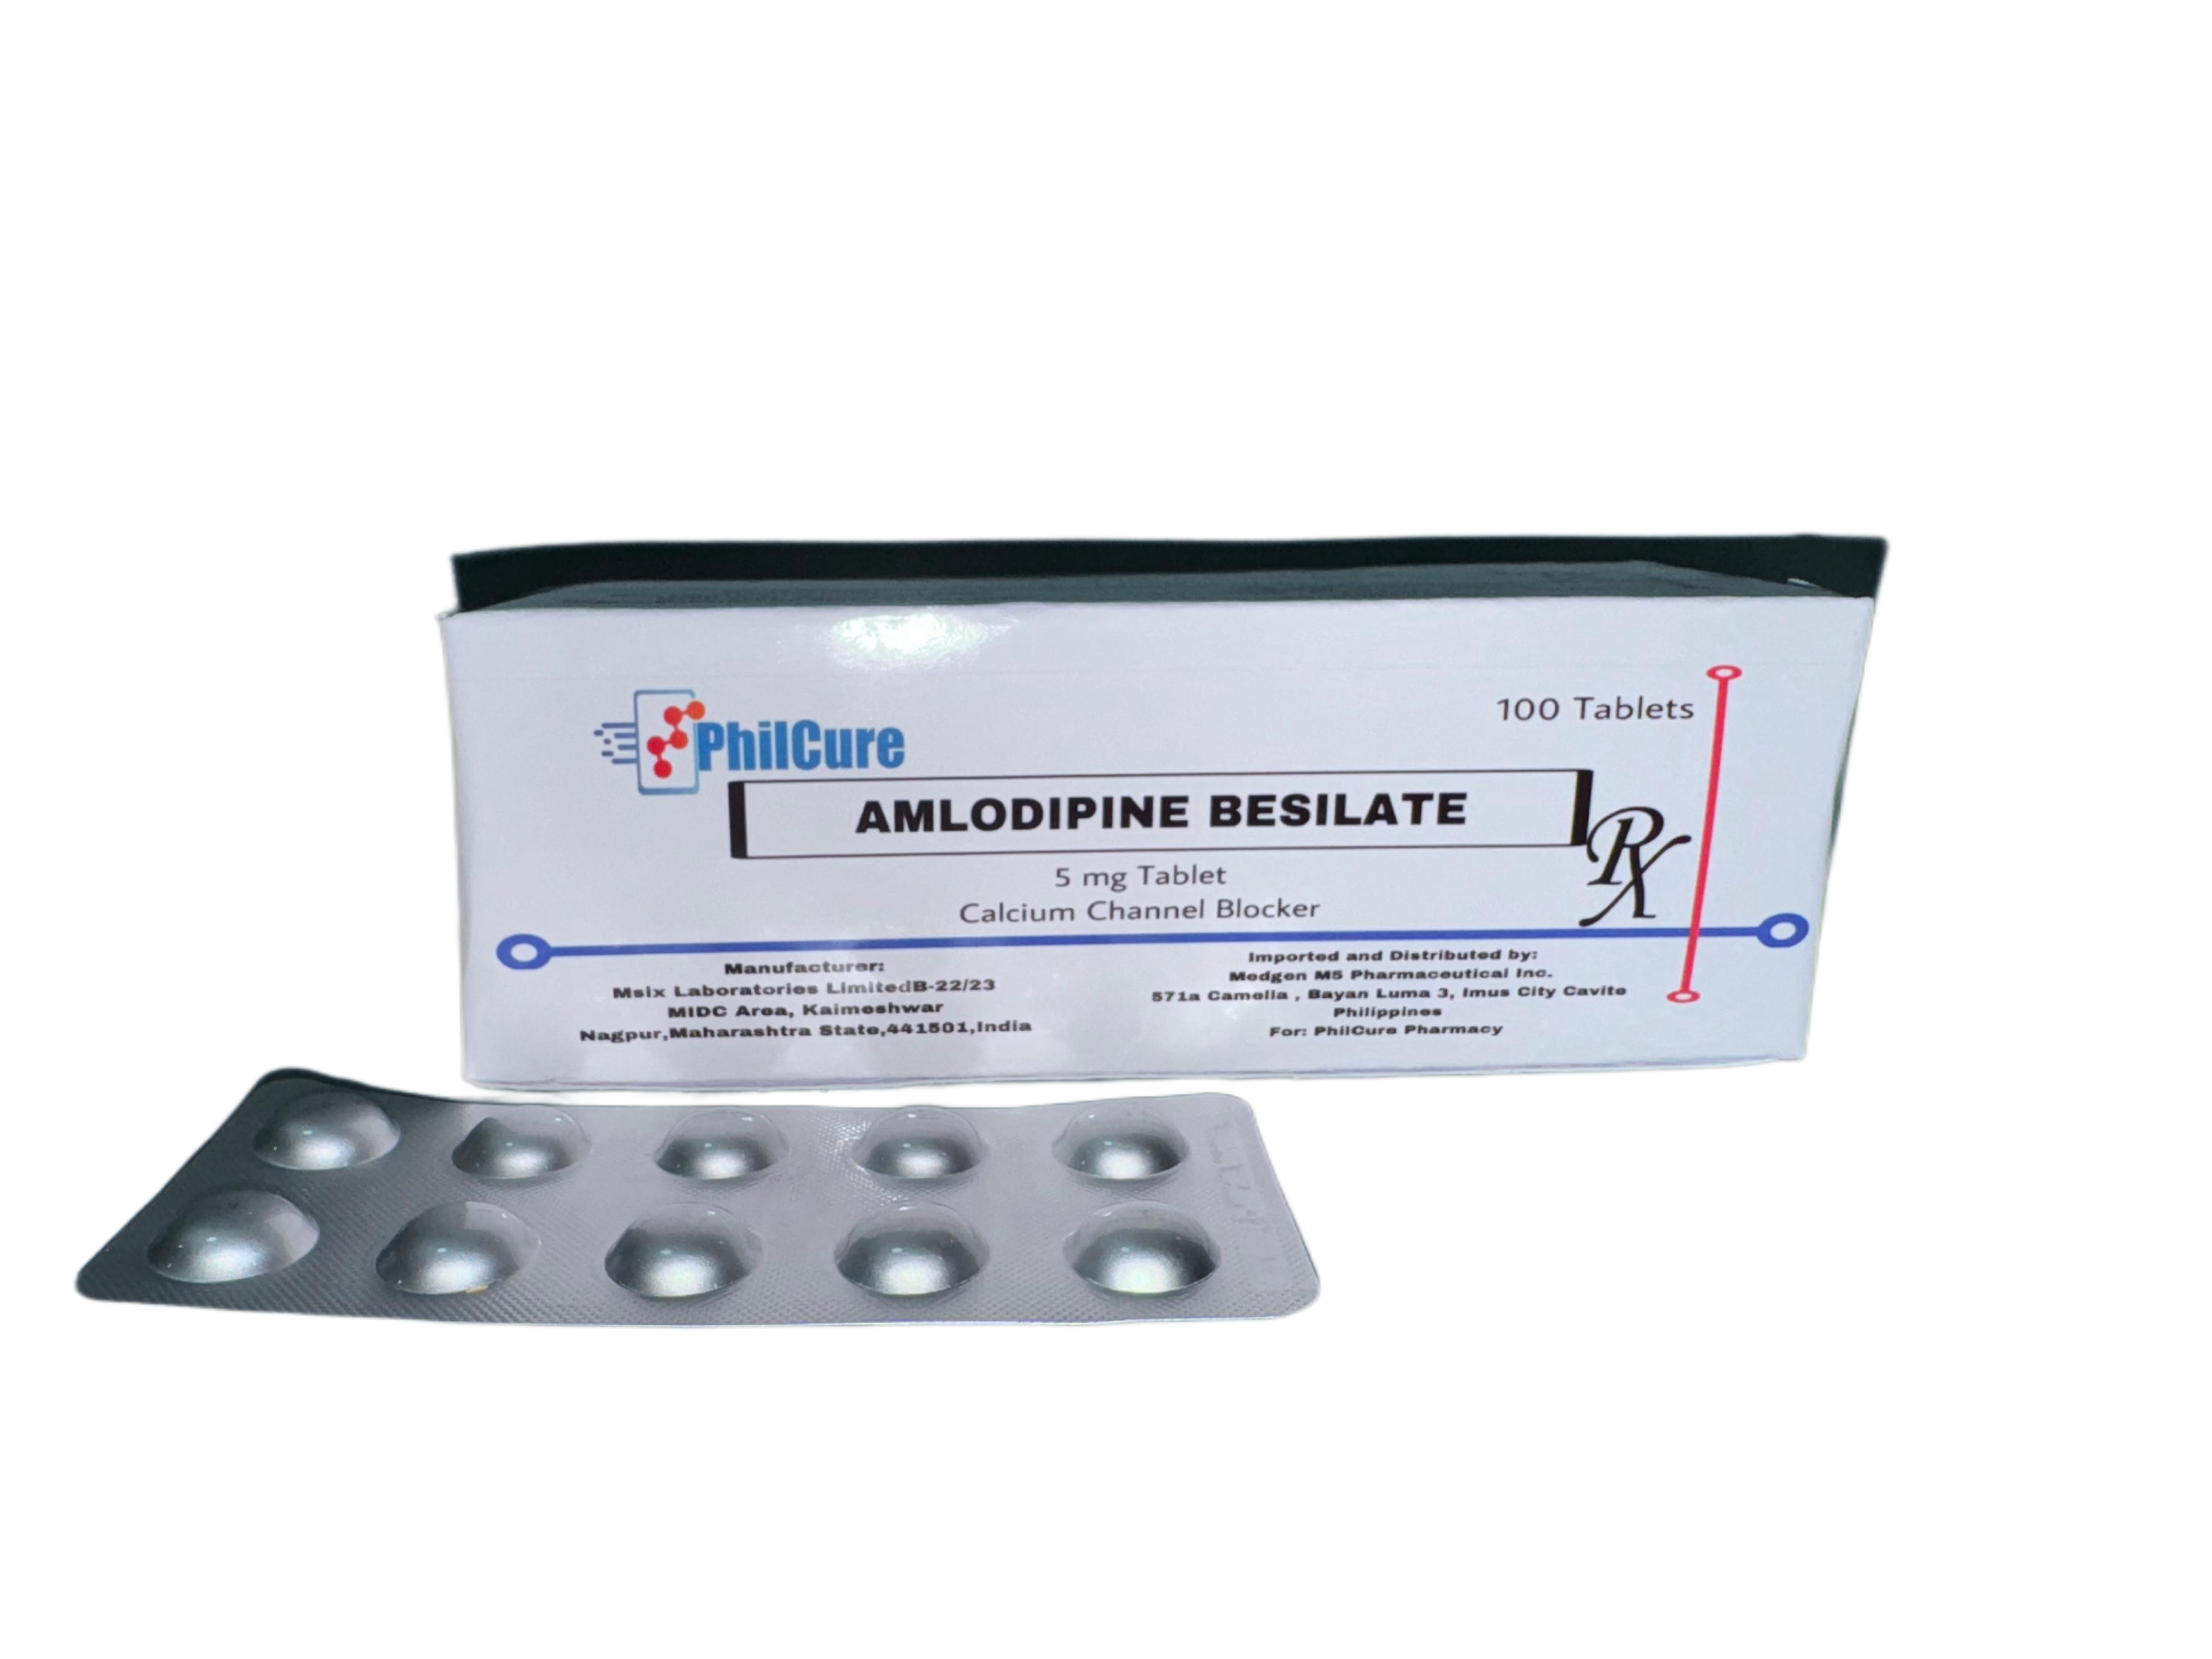 PhilCure
100 Tablets
AMLODIPINE BESILATE
Rx
5 mg Tablet
Calcium Channel Blocker
Manufacturer:
Msix Laboratories LimitedB-22/23
MIDC Area, Kaimeshwar
Nagpur,Maharashtra State,441501,India
Imported and Distributed by:
Medgen M5 Pharmaceutical Inc.
571a Camella , Bayan Luma 3, Imus City Cavite
Philippines
For: PhilCure Pharmacy